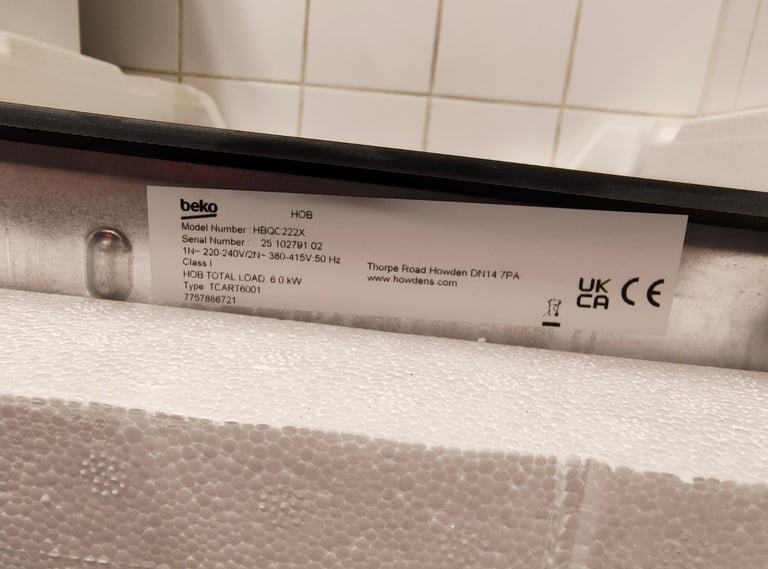 beko
HOB
Model Number HBQC222X
Serial Number : 25 102791 02
1N~ 220-240V/2N~ 380-415V 50 Hz
Class I
HOB TOTAL LOAD 6.0 kW
Type TCART6001
7757886721
Thorpe Road Howden DN14 7PA
www.howdens.com
UK
CA
CE